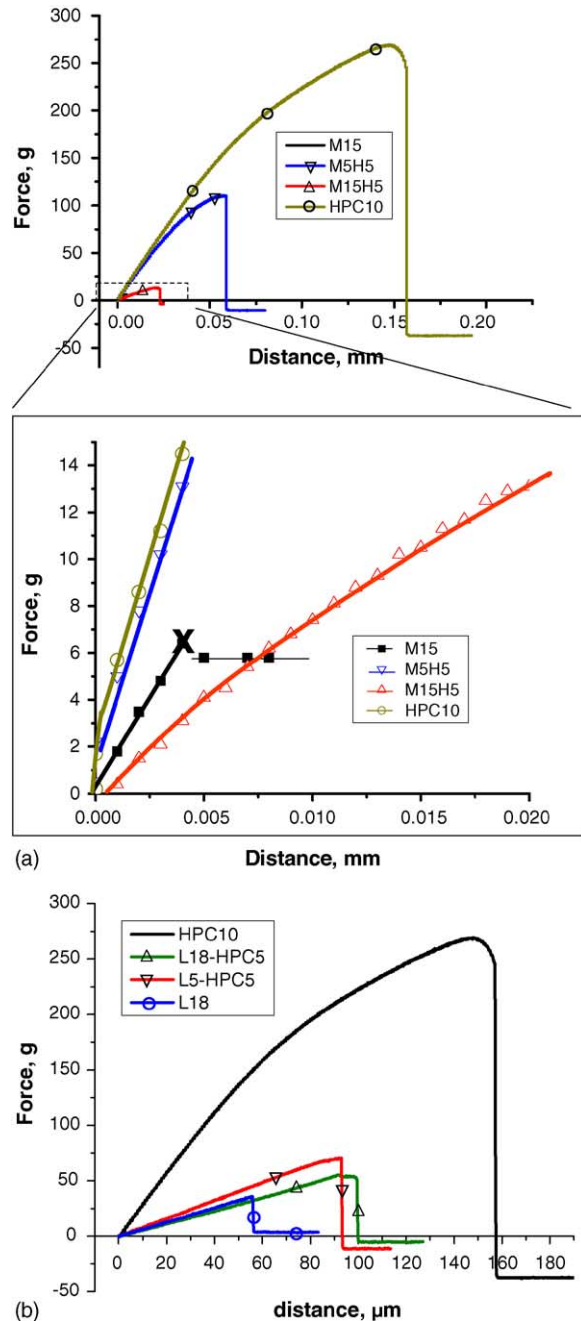 300
250
200
150
100
50
0
-50
Force, g
M15
M5H5
M15H5
HPC10
0.00 0.05 0.10 0.15 0.20
Distance, mm
14
12
10
8
6
4
2
0
Force, g
X
M15
M5H5
M15H5
HPC10
0.000 0.005 0.010 0.015 0.020
(a) Distance, mm
300
250
200
150
100
50
0
-50
Force, g
HPC10
L18-HPC5
L5-HPC5
L18
0 20 40 60 80 100 120 140 160 180
(b) distance, µm